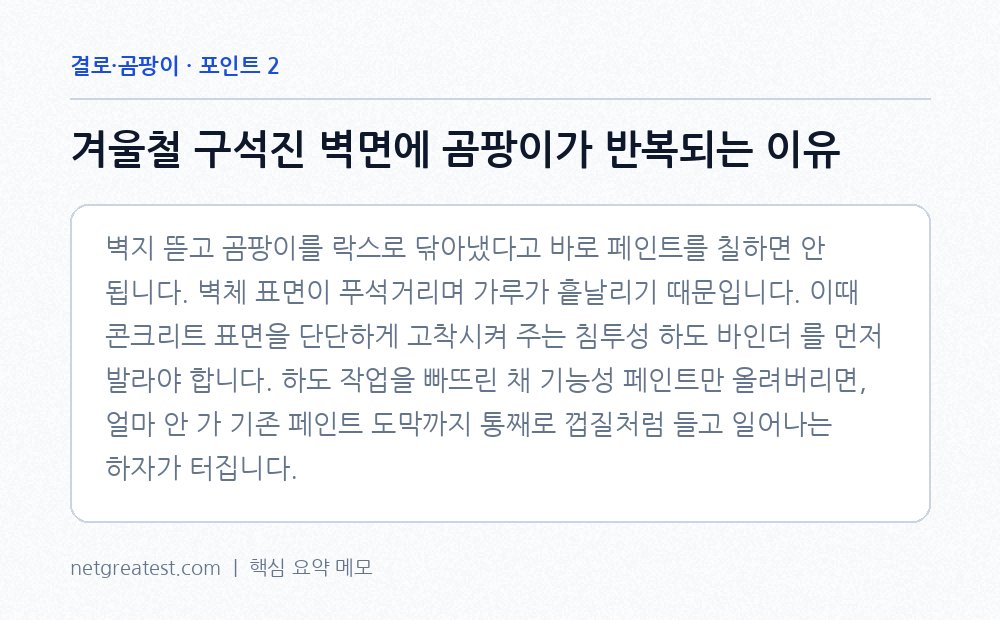 결로·곰팡이 · 포인트 2
겨울철 구석진 벽면에 곰팡이가 반복되는 이유
벽지 뜯고 곰팡이를 락스로 닦아냈다고 바로 페인트를 칠하면 안
됩니다. 벽체 표면이 푸석거리며 가루가 흩날리기 때문입니다. 이때
콘크리트 표면을 단단하게 고착시켜 주는 침투성 하도 바인더 를 먼저
발라야 합니다. 하도 작업을 빠뜨린 채 기능성 페인트만 올려버리면,
얼마 안 가 기존 페인트 도막까지 통째로 껍질처럼 들고 일어나는
하자가 터집니다.
netgreatest.com | 핵심 요약 메모